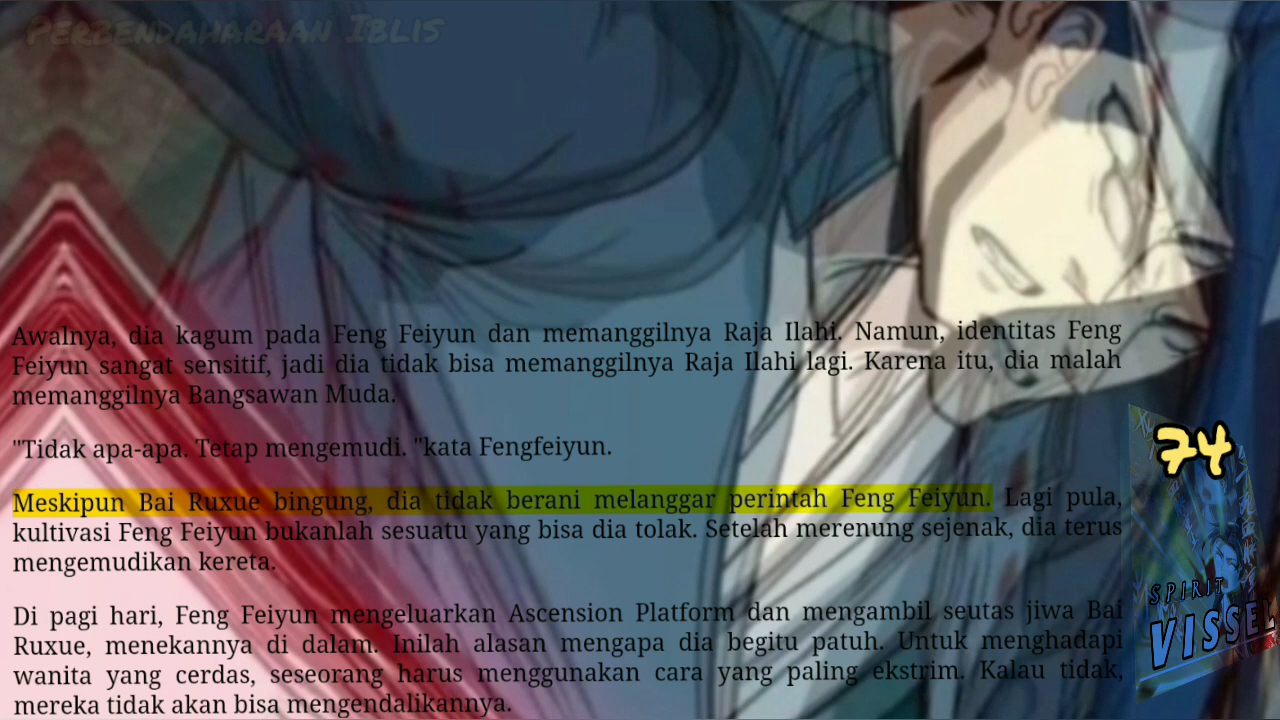 Perbendaharaan Iblis
Awalnya, dia kagum pada Feng Feiyun dan memanggilnya Raja Ilahi. Namun, identitas Feng
Feiyun sangat sensitif, jadi dia tidak bisa memanggilnya Raja Ilahi lagi. Karena itu, dia malah
memanggilnya Bangsawan Muda.
"Tidak apa-apa. Tetap mengemudi. "kata Fengfeiyun.
Meskipun Bai Ruxue bingung, dia tidak berani melanggar perintah Feng Feiyun. Lagi pula,
kultivasi Feng Feiyun bukanlah sesuatu yang bisa dia tolak. Setelah merenung sejenak, dia terus
mengemudikan kereta.
Di pagi hari, Feng Feiyun mengeluarkan Ascension Platform dan mengambil seutas jiwa Bai
Ruxue, menekannya di dalam. Inilah alasan mengapa dia begitu patuh. Untuk menghadapi
wanita yang cerdas, seseorang harus menggunakan cara yang paling ekstrim. Kalau tidak,
mereka tidak akan bisa mengendalikannya.
74
SPIRIT
VISSEL